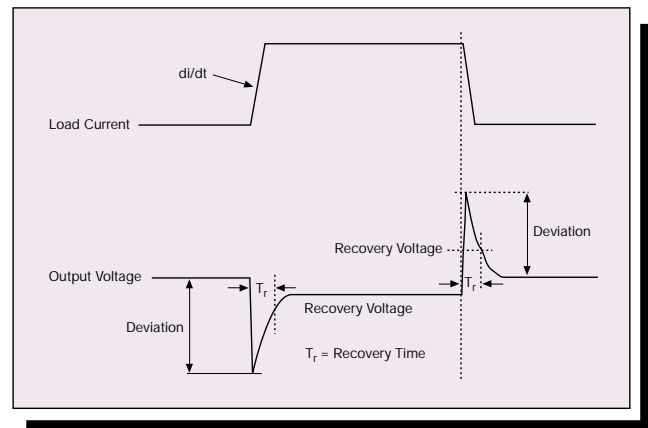 di/dt
Load Current
Deviation
Recovery Voltage
Output Voltage
Tr
Tr
Recovery Voltage
Deviation
Tr = Recovery Time